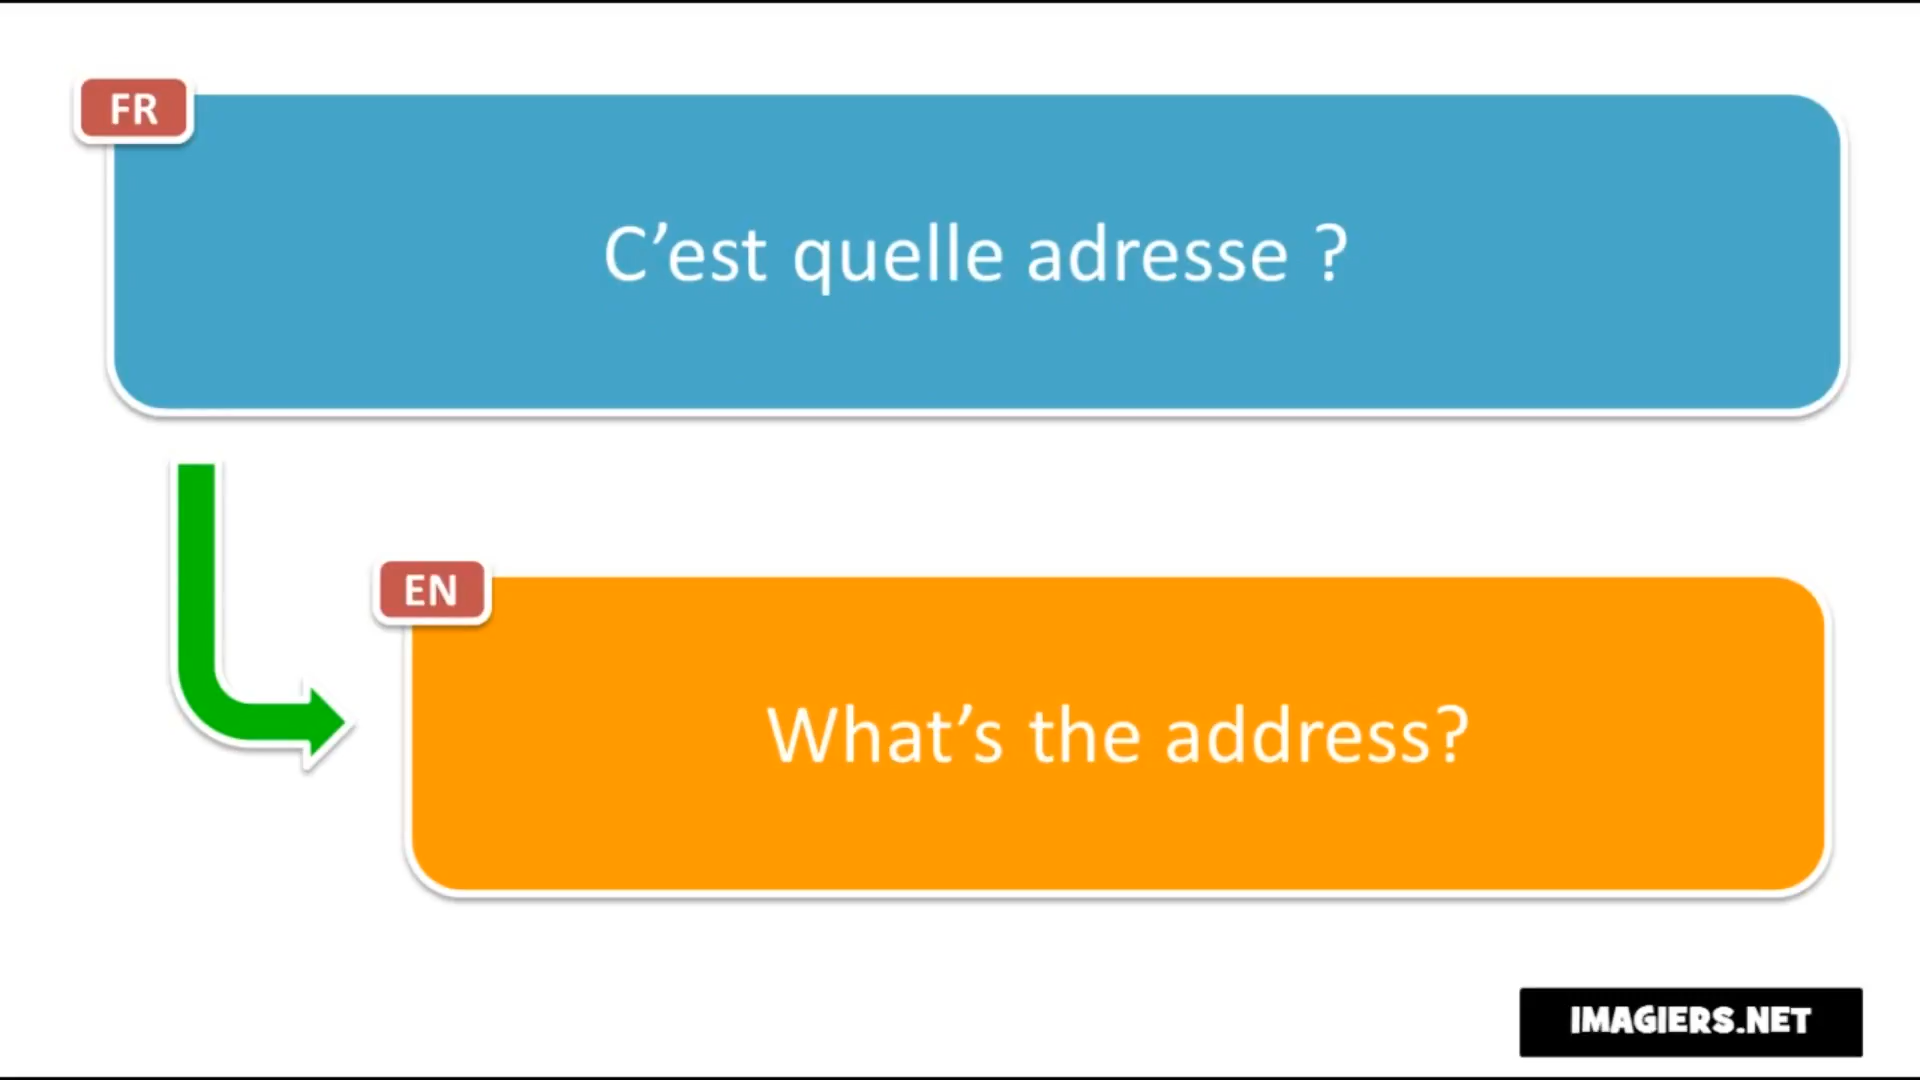 FR
C’est quelle adresse ?
EN
What’s the address?
IMAGIERS.NET